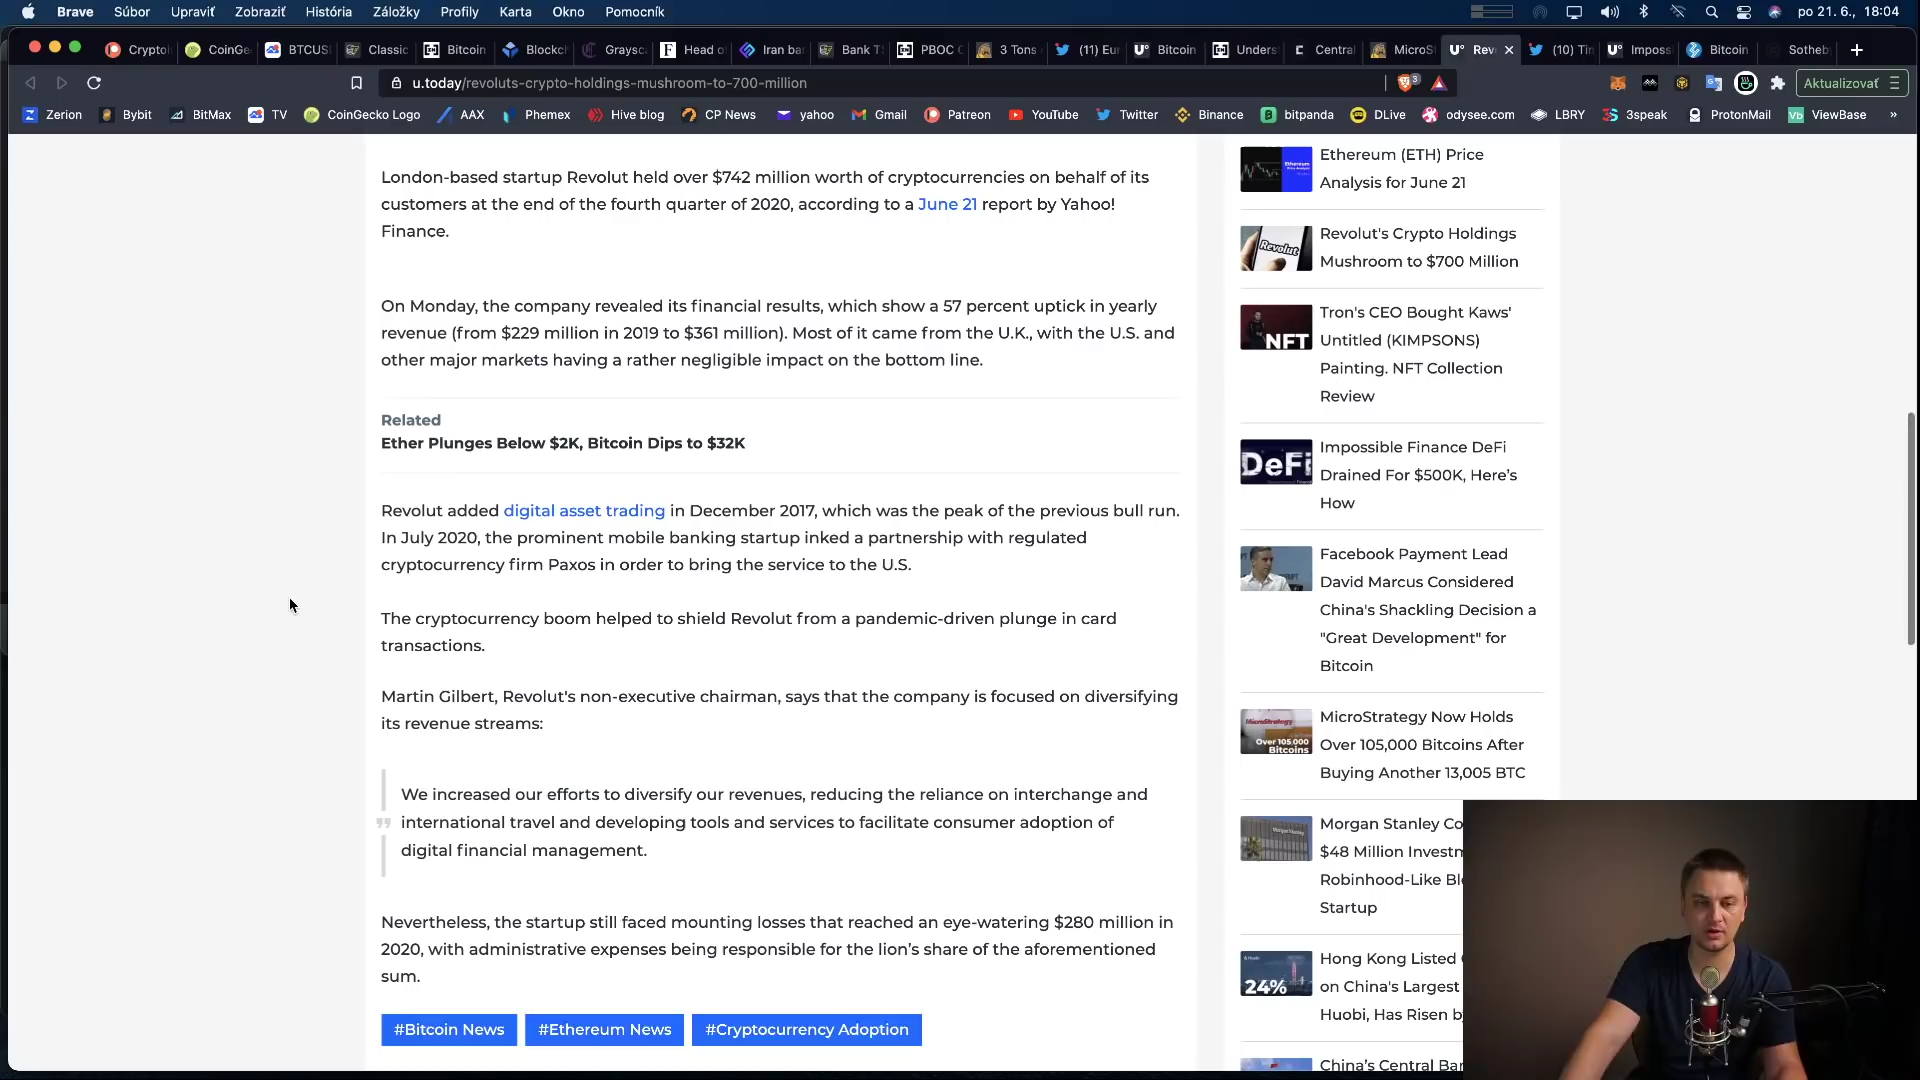 Brave Súbor Upraviť Zobraziť História Záložky Profily Karta Okno Pomocník po 21. 6., 18:04
Crypto CoinGe BTCUS Classic Bitcoin Blockc Graysca Head o Iran ba Bank T PBOC C 3 Tons (11) Eur Bitcoin Unders Central MicroS Rev (10) Tin Imposs Bitcoin Sotheb
u.today/revoluts-crypto-holdings-mushroom-to-700-million 3 Aktualizovať
Zerion Bybit BitMax TV CoinGecko Logo AAX Phemex Hive blog CP News yahoo Gmail Patreon YouTube Twitter Binance bitpanda DLive odysee.com LBRY 3speak ProtonMail ViewBase »
London-based startup Revolut held over $742 million worth of cryptocurrencies on behalf of its
customers at the end of the fourth quarter of 2020, according to a June 21 report by Yahoo!
Finance.
On Monday, the company revealed its financial results, which show a 57 percent uptick in yearly
revenue (from $229 million in 2019 to $361 million). Most of it came from the U.K., with the U.S. and
other major markets having a rather negligible impact on the bottom line.
Related
Ether Plunges Below $2K, Bitcoin Dips to $32K
Revolut added digital asset trading in December 2017, which was the peak of the previous bull run.
In July 2020, the prominent mobile banking startup inked a partnership with regulated
cryptocurrency firm Paxos in order to bring the service to the U.S.
The cryptocurrency boom helped to shield Revolut from a pandemic-driven plunge in card
transactions.
Martin Gilbert, Revolut's non-executive chairman, says that the company is focused on diversifying
its revenue streams:
We increased our efforts to diversify our revenues, reducing the reliance on interchange and
international travel and developing tools and services to facilitate consumer adoption of
digital financial management.
Nevertheless, the startup still faced mounting losses that reached an eye-watering $280 million in
2020, with administrative expenses being responsible for the lion's share of the aforementioned
sum.
#Bitcoin News #Ethereum News #Cryptocurrency Adoption
Ethereum (ETH) Price
Analysis for June 21
Revolut
Revolut's Crypto Holdings
Mushroom to $700 Million
NFT
Tron's CEO Bought Kaws'
Untitled (KIMPSONS)
Painting. NFT Collection
Review
DeFi
Impossible Finance DeFi
Drained For $500K, Here's
How
Facebook Payment Lead
David Marcus Considered
China's Shackling Decision a
"Great Development" for
Bitcoin
MicroStrategy
Over 105,000
Bitcoins
MicroStrategy Now Holds
Over 105,000 Bitcoins After
Buying Another 13,005 BTC
Morgan Stanley Co
$48 Million Investm
Robinhood-Like Bl
Startup
24%
Hong Kong Listed
on China's Largest
Huobi, Has Risen b
China's Central Ba